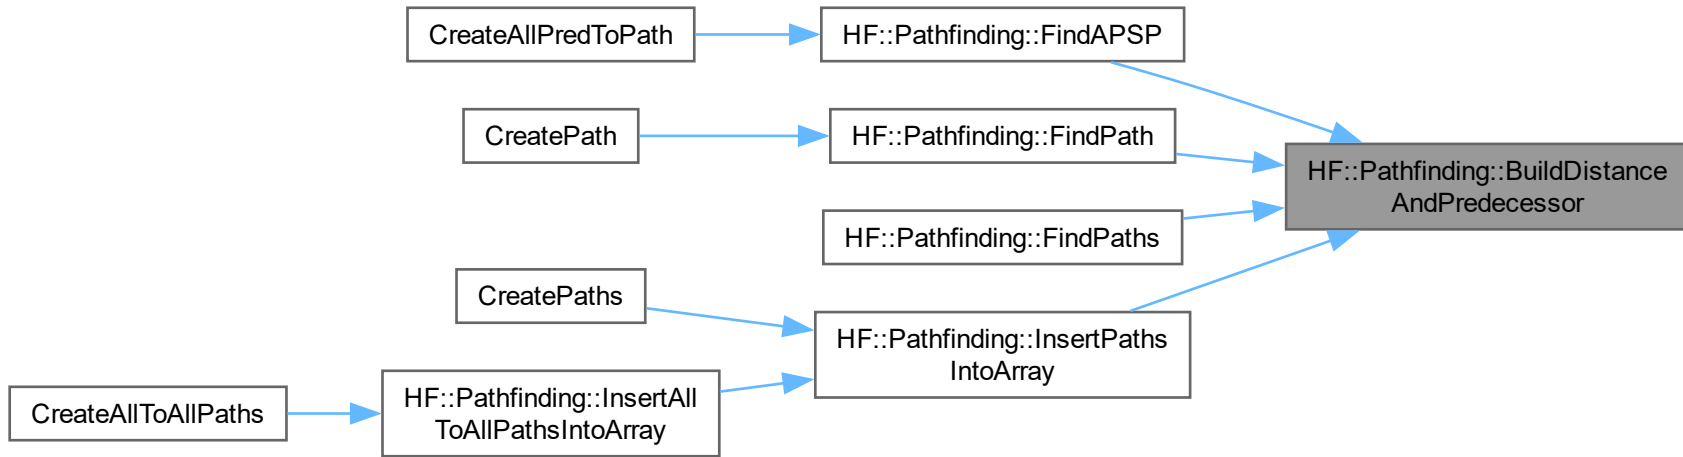 CreateAllPredToPath
HF::Pathfinding::FindAPSP
CreatePath
HF::Pathfinding::FindPath
HF::Pathfinding::BuildDistance
AndPredecessor
HF::Pathfinding::FindPaths
CreatePaths
HF::Pathfinding::InsertPaths
IntoArray
CreateAllToAllPaths
HF::Pathfinding::InsertAll
ToAllPathsIntoArray